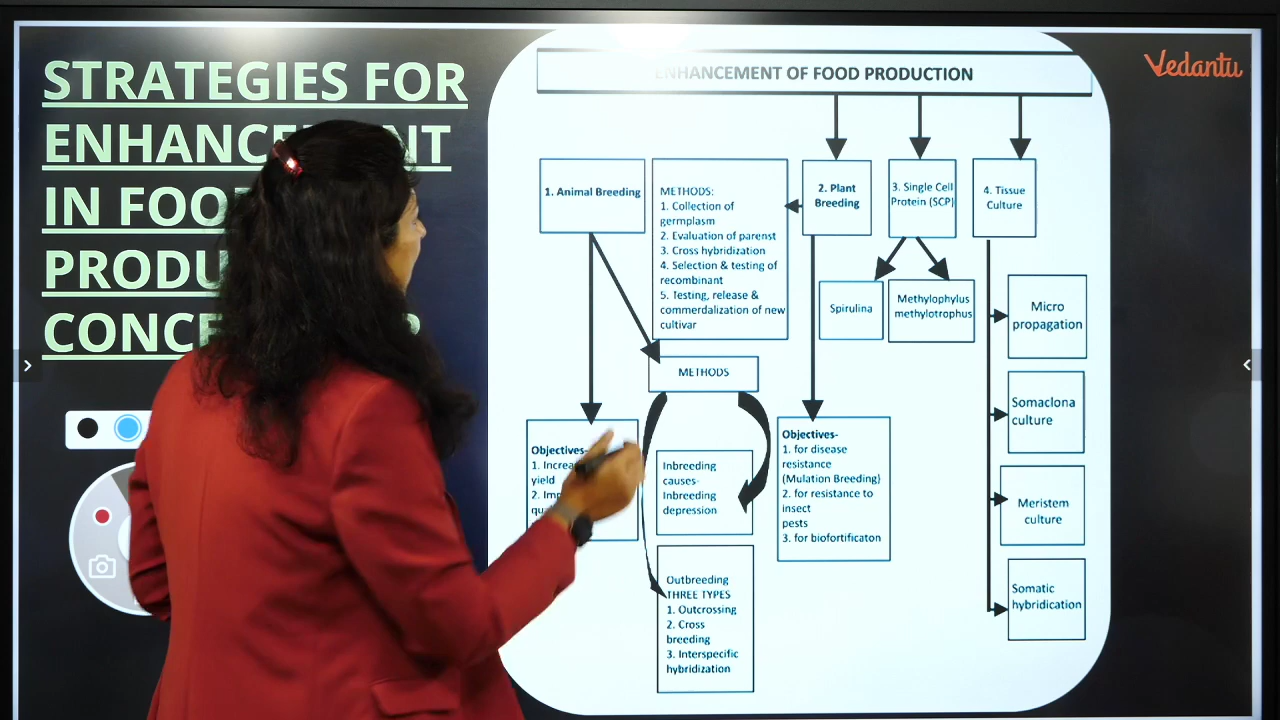 STRATEGIES FOR
ENHANCEMENT
IN FOO
PRODU
CONCE P
Vedantu
ENHANCEMENT OF FOOD PRODUCTION
1. Animal Breeding
METHODS:
1. Collection of
germplasm
2. Evaluation of parenst
3. Cross hybridization
4. Selection & testing of
recombinant
5. Testing, release &
commerdalization of new
cultivar
2. Plant
Breeding
3. Single Cell
Protein (SCP)
4. Tissue
Culture
Spirulina
Methylophylus
methylotrophus
Micro
propagation
Somaclona
culture
Meristem
culture
Somatic
hybridication
METHODS
Objectives-
1. Increa
yield
2. Imp
qu
Inbreeding
causes-
Inbreeding
depression
Outbreeding
THREE TYPES
1. Outcrossing
2. Cross
breeding
3. Interspecific
hybridization
Objectives-
1. for disease
resistance
(Mulation Breeding)
2. for resistance to
insect
pests
3. for biofortificaton